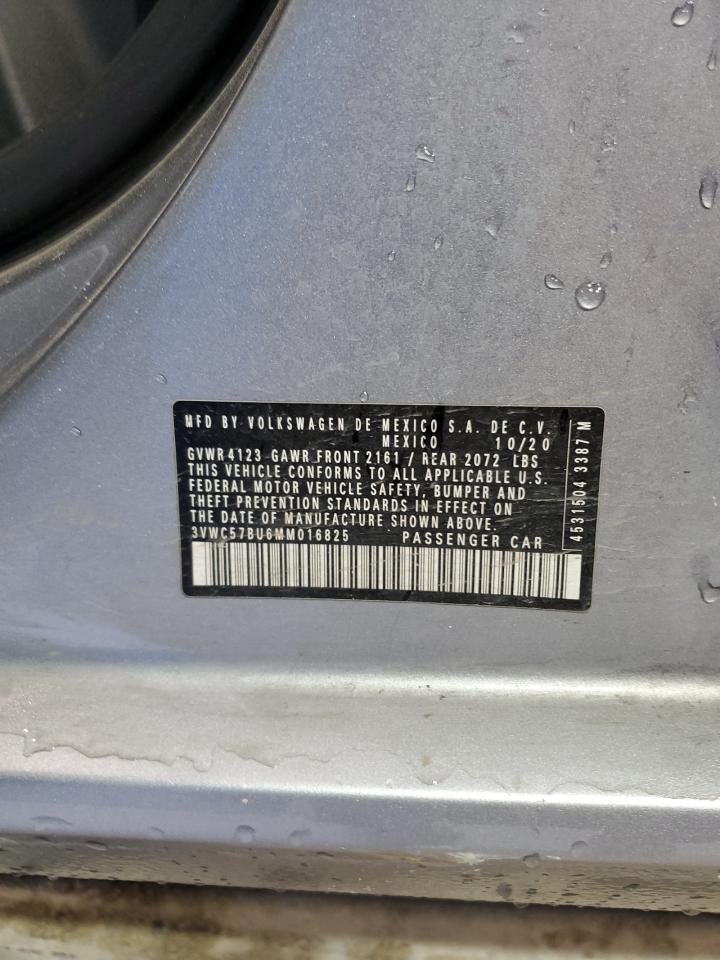 MFD BY VOLKSWAGEN DE MEXICO S.A. DE C.V.
MEXICO 10/20
GVWR 4123 GAWR FRONT 2161 / REAR 2072 LBS
THIS VEHICLE CONFORMS TO ALL APPLICABLE U.S.
FEDERAL MOTOR VEHICLE SAFETY, BUMPER AND
THEFT PREVENTION STANDARDS IN EFFECT ON
THE DATE OF MANUFACTURE SHOWN ABOVE.
3VWC57BU6MM016825 PASSENGER CAR
4531504 3387 M